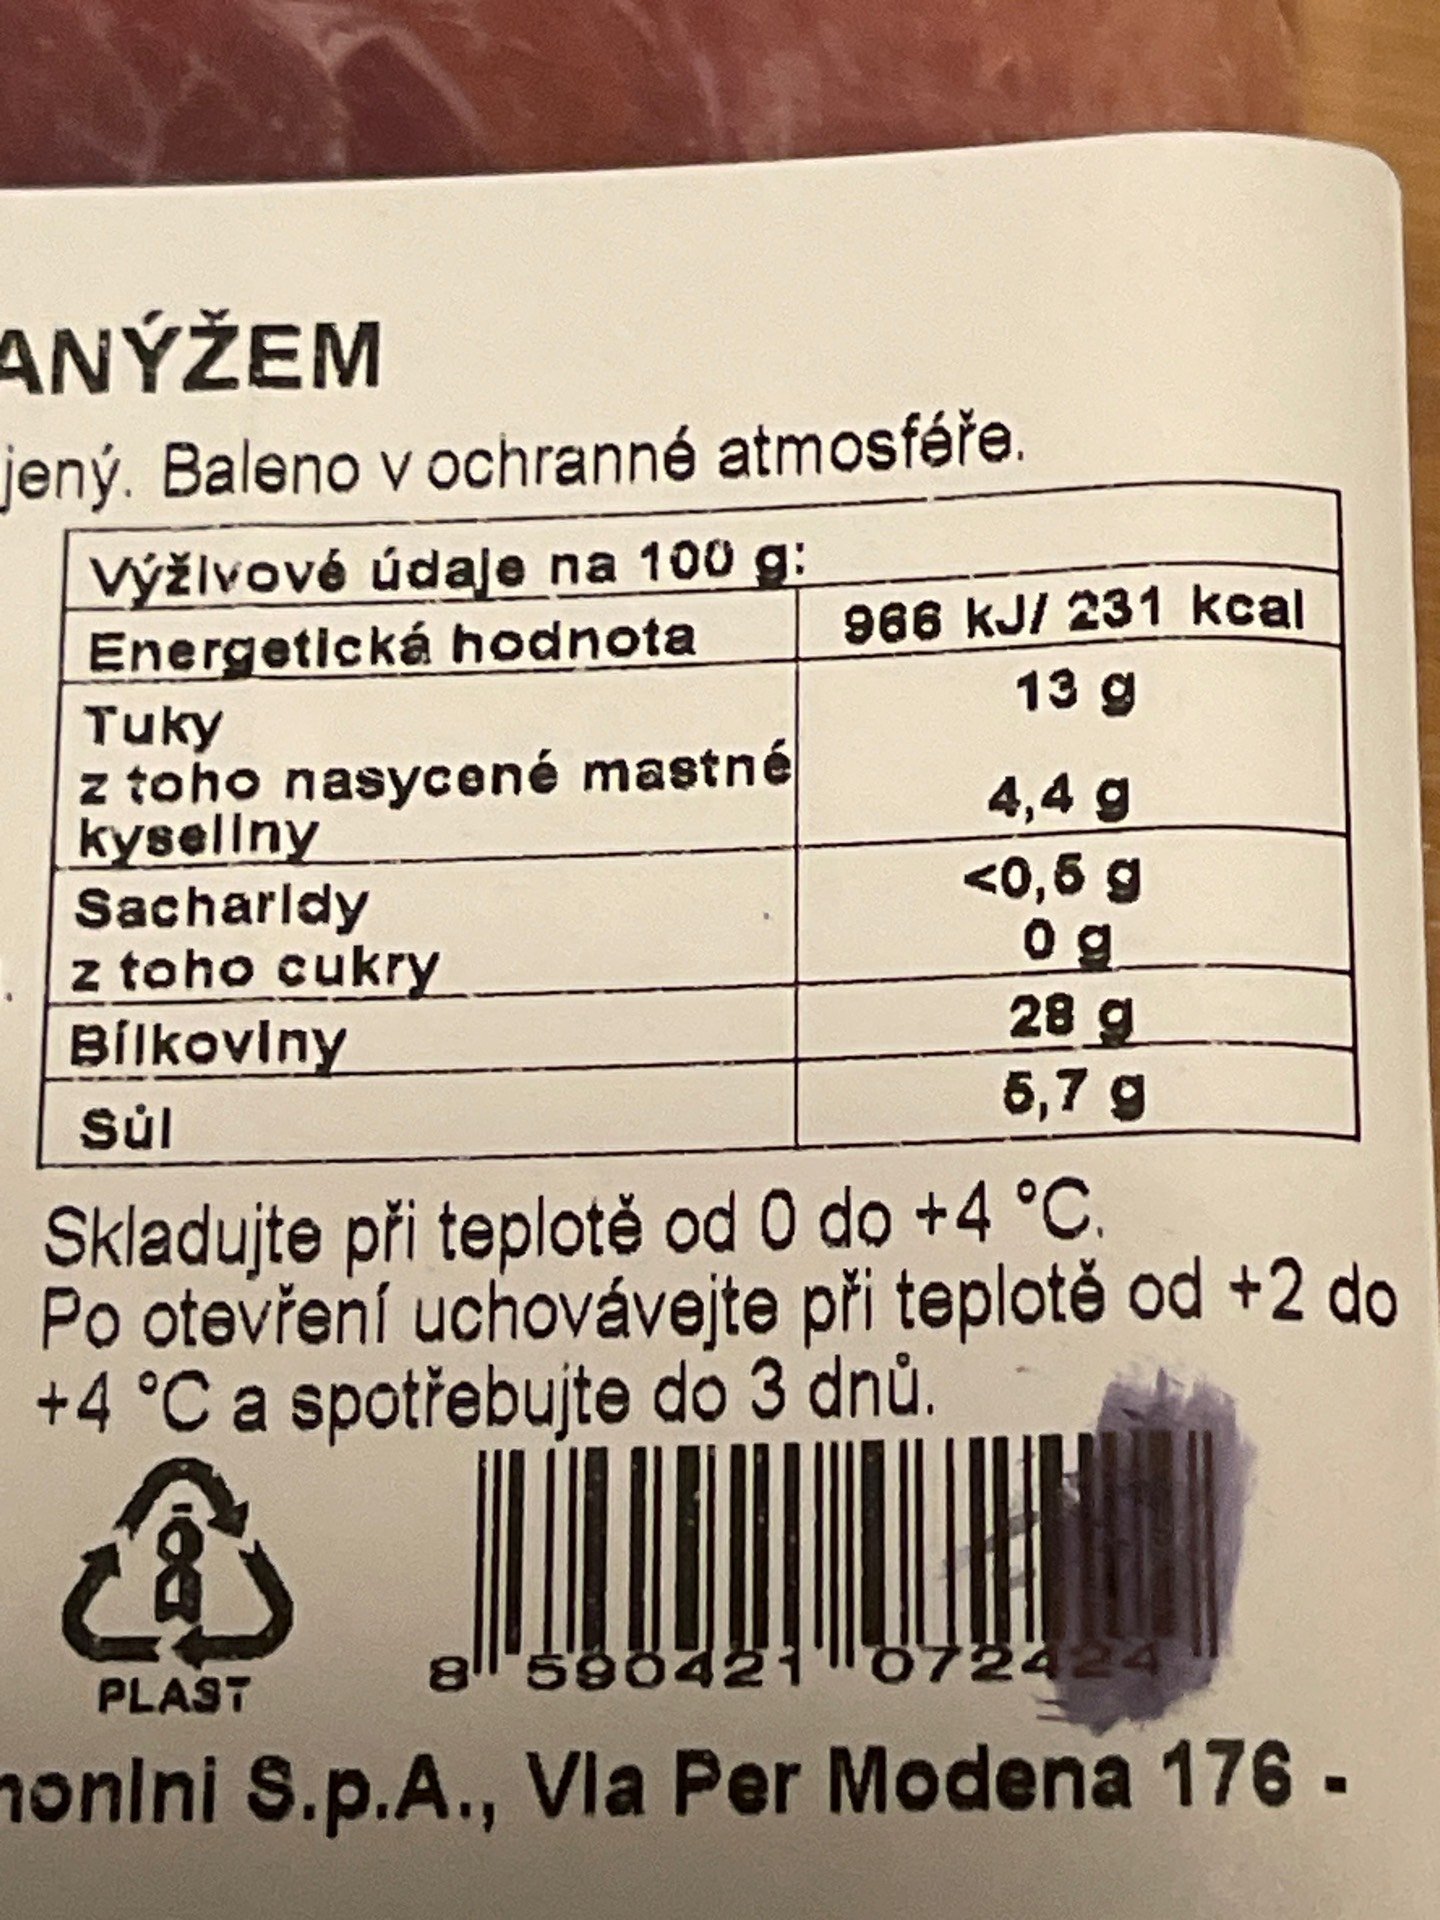 ANÝŽEM
jený. Baleno v ochranné atmosféře.
Výživové údaje na 100 g:
Energetická hodnota 966 kJ/ 231 kcal
Tuky 13 g
z toho nasycené mastné
kyseliny 4,4 g
Sacharidy <0,5 g
z toho cukry 0 g
Bílkoviny 28 g
Sůl 5,7 g
Skladujte při teplotě od 0 do +4 °C.
Po otevření uchovávejte při teplotě od +2 do
+4 °C a spotřebujte do 3 dnů.
8 590421 072424
PLAST
nonini S.p.A., Via Per Modena 176 -